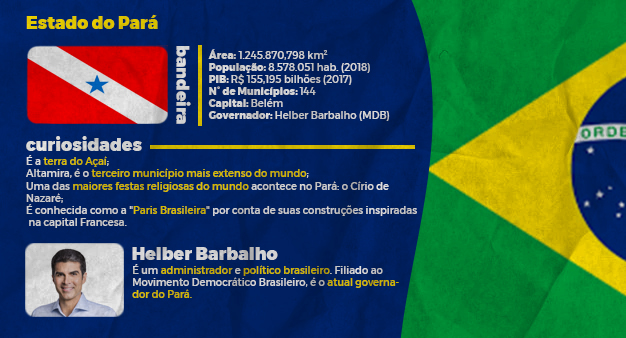 Estado do Pará
bandeira
Área: 1.245.870,798 km²
População: 8.578.051 hab. (2018)
PIB: R$ 155,195 bilhões (2017)
N° de Municípios: 144
Capital: Belém
Governador: Helber Barbalho (MDB)
curiosidades
É a terra do Açaí;
Altamira, é o terceiro município mais extenso do mundo;
Uma das maiores festas religiosas do mundo acontece no Pará: o Círio de
Nazaré;
É conhecida como a "Paris Brasileira" por conta de suas construções inspiradas
na capital Francesa.
Helber Barbalho
É um administrador e político brasileiro. Filiado ao
Movimento Democrático Brasileiro, é o atual governa-
dor do Pará.
ORDE